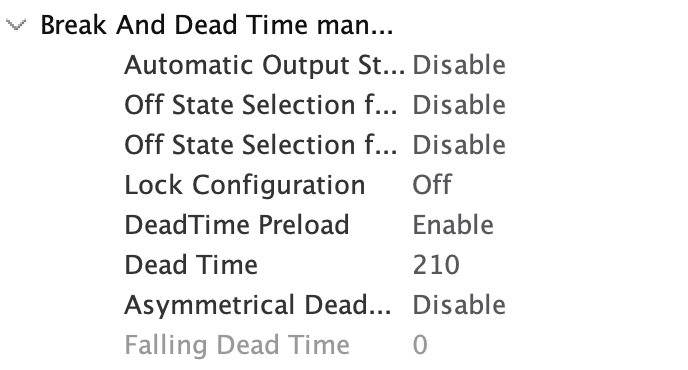 Break And Dead Time man...
Automatic Output St... Disable
Off State Selection f... Disable
Off State Selection f... Disable
Lock Configuration Off
DeadTime Preload Enable
Dead Time 210
Asymmetrical Dead... Disable
Falling Dead Time 0